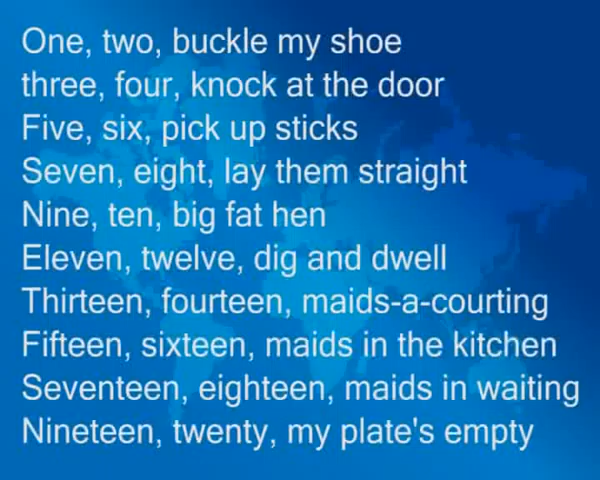 One, two, buckle my shoe
three, four, knock at the door
Five, six, pick up sticks
Seven, eight, lay them straight
Nine, ten, big fat hen
Eleven, twelve, dig and dwell
Thirteen, fourteen, maids-a-courting
Fifteen, sixteen, maids in the kitchen
Seventeen, eighteen, maids in waiting
Nineteen, twenty, my plate's empty